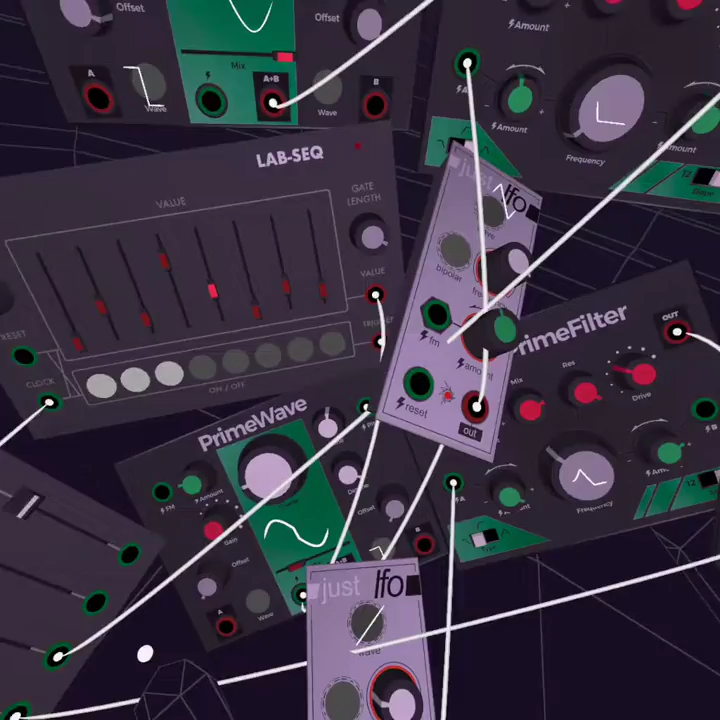 Offset
Offset
Mix
A
A+B
B
Wave
Wave
Amount
A
Amount
Frequency
Amount
12
LAB-SEQ
VALUE
GATE
LENGTH
VALUE
RESET
CLOCK
ON / OFF
just lfo
bipolar
fm
amount
reset
out
PrimeFilter
OUT
Mix
Res
Drive
B
A
Frequency
12
PrimeWave
FM
Amount
Gain
Offset
Offset
A
Wave
B
just lfo
wave